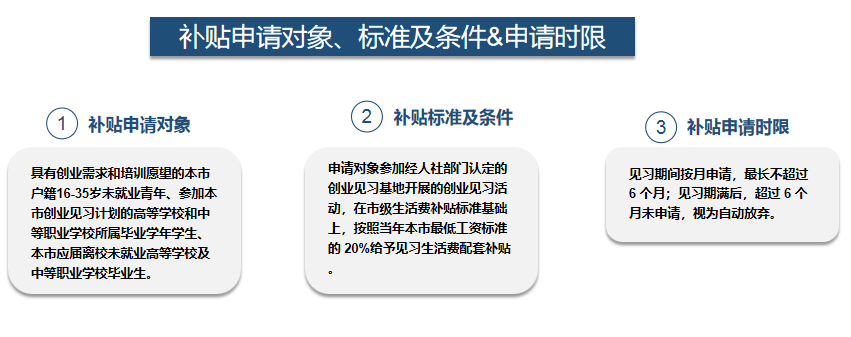 补贴申请对象、标准及条件&申请时限
1 补贴申请对象
具有创业需求和培训愿望的本市
户籍16-35岁未就业青年、参加本
市创业见习计划的高等学校和中
等职业学校所属毕业学年学生、
本市应届离校未就业高等学校及
中等职业学校毕业生。
2 补贴标准及条件
申请对象参加经人社部门认定的
创业见习基地开展的创业见习活
动，在市级生活费补贴标准基础
上，按照当年本市最低工资标准
的 20%给予见习生活费配套补贴
。
3 补贴申请时限
见习期间按月申请，最长不超过
6 个月；见习期满后，超过 6 个
月未申请，视为自动放弃。